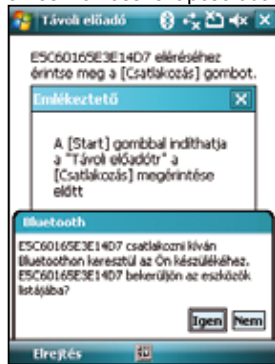 Távoli előadó
E5C60165E3E14D7 eléréséhez
érintse meg a [Csatlakozás] gombot.
Emlékeztető
A [Start] gombbal indíthatja
a "Távoli előadótr" a
[Csatlakozás] megérintése
előtt
Bluetooth
E5C60165E3E14D7 csatlakozni kíván
Bluetoothon keresztül az Ön készülékéhez.
E5C60165E3E14D7 bekerüljön az eszközök
listájába?
Igen Nem
Elrejtés